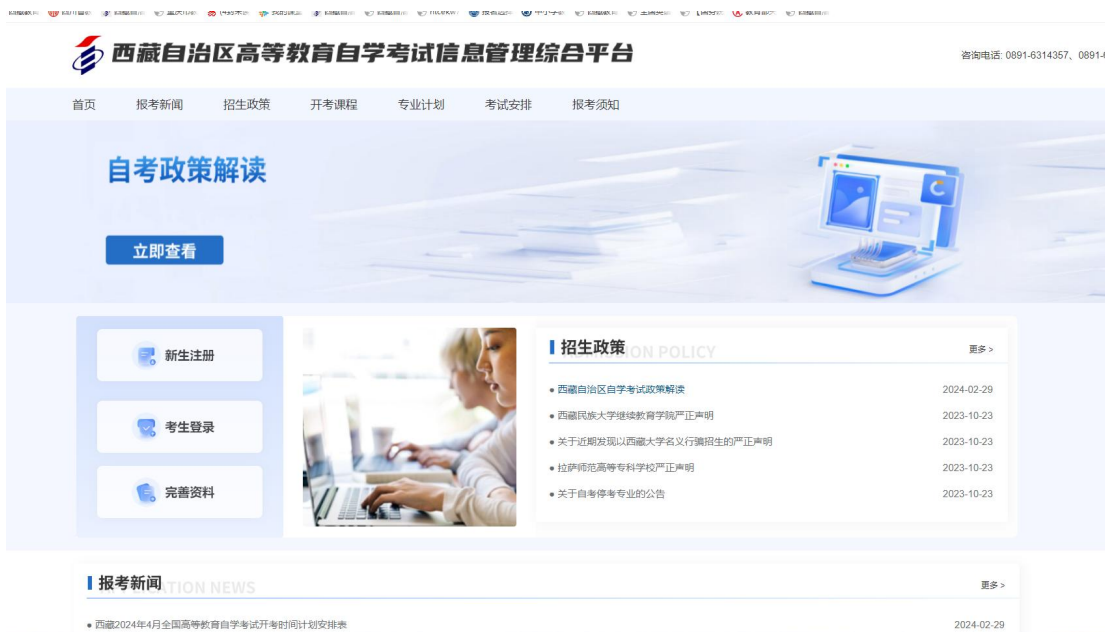 西藏自治区高等教育自学考试信息管理综合平台
咨询电话: 0891-6314357、0891-6
首页 报考新闻 招生政策 开考课程 专业计划 考试安排 报考须知
自考政策解读
立即查看
新生注册
考生登录
完善资料
招生政策 ION POLICY 更多 >
• 西藏自治区自学考试政策解读 2024-02-29
• 西藏民族大学继续教育学院严正声明 2023-10-23
• 关于近期发现以西藏大学名义行骗招生的严正声明 2023-10-23
• 拉萨师范高等专科学校严正声明 2023-10-23
• 关于自考停考专业的公告 2023-10-23
报考新闻 TION NEWS 更多 >
• 西藏2024年4月全国高等教育自学考试开考时间计划安排表 2024-02-29